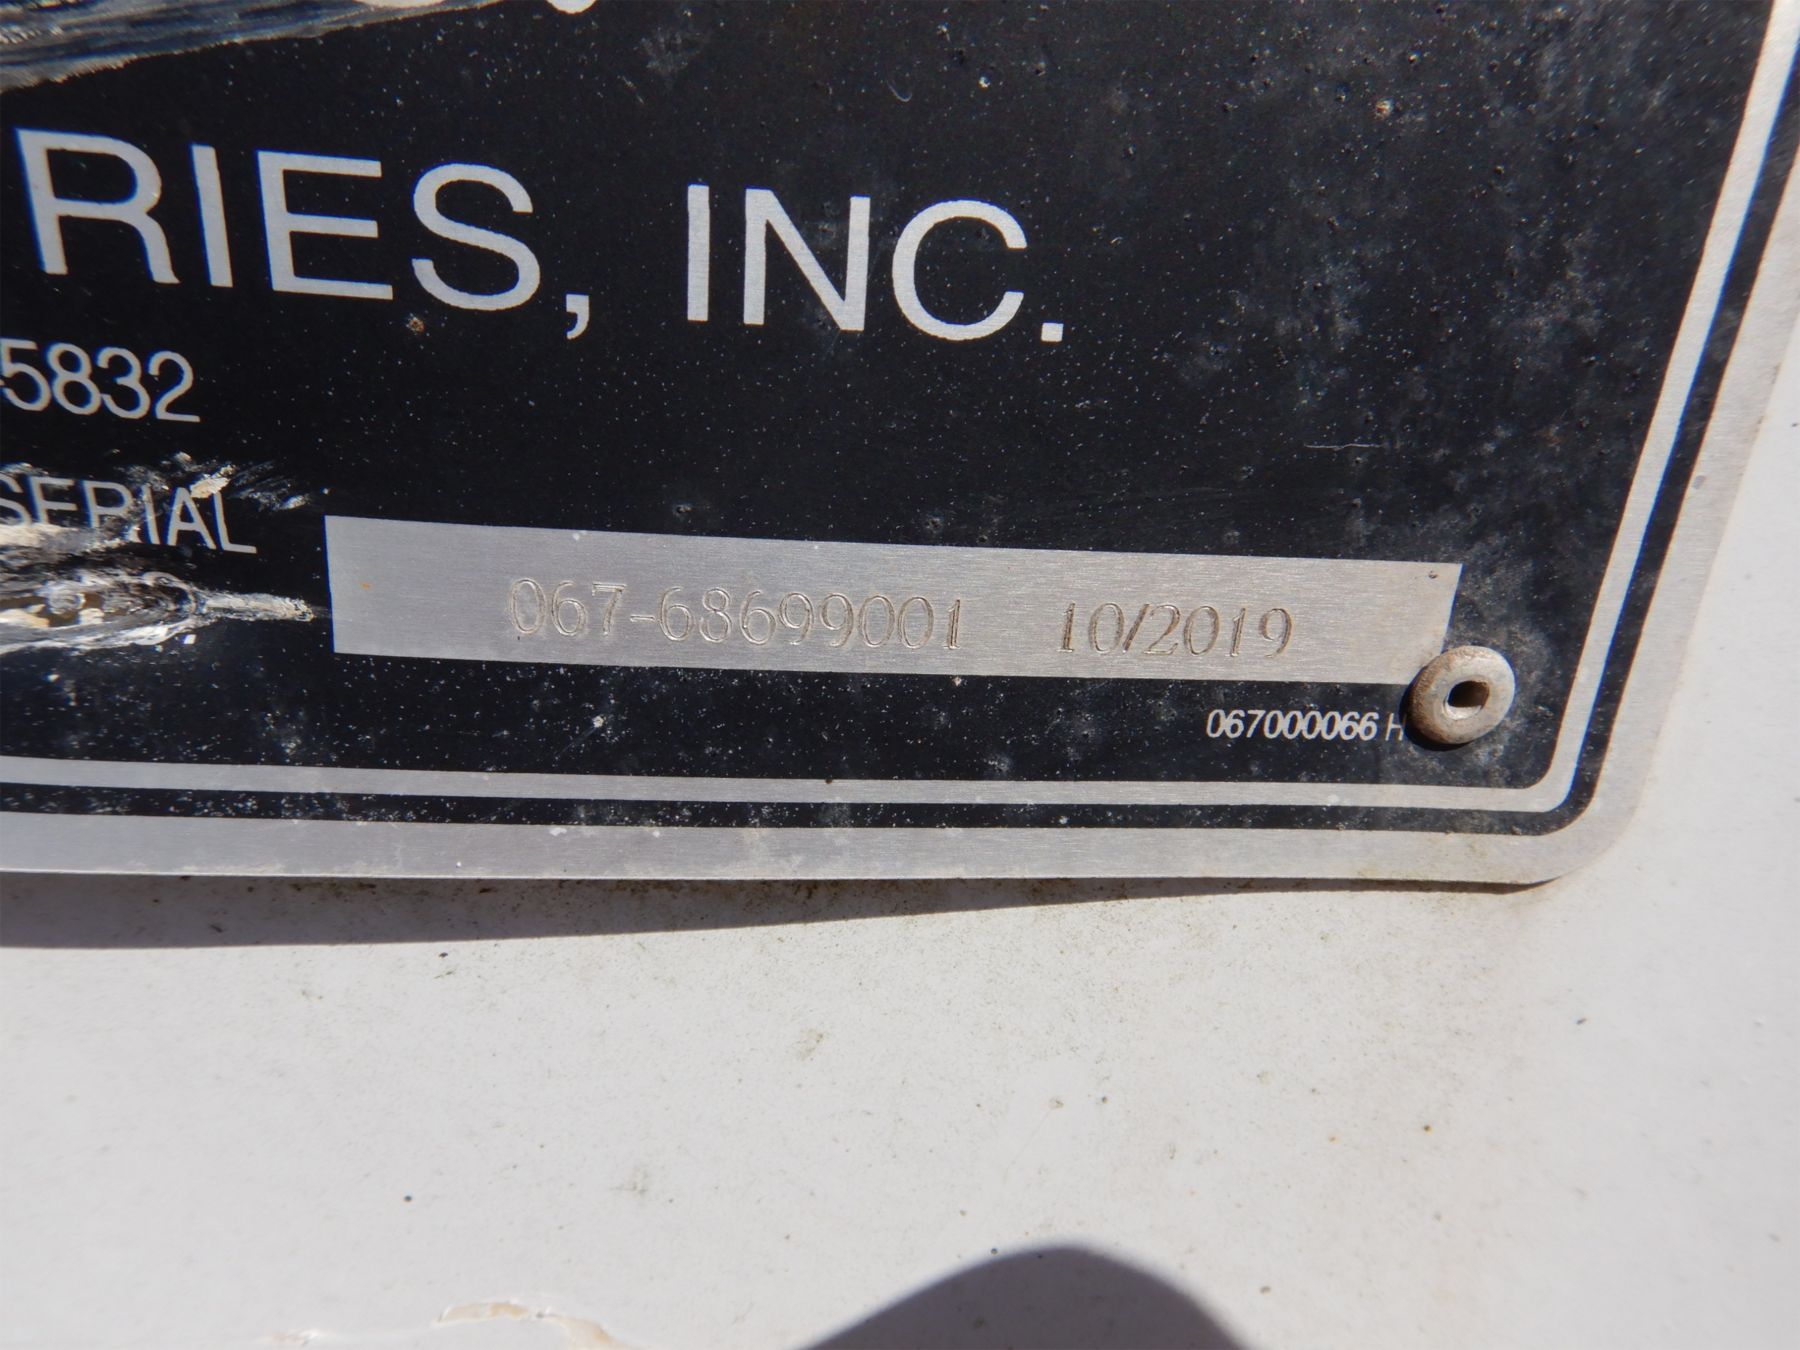 RIES, INC.
5832
SERIAL
067-68699001 10/2019
067000066 H